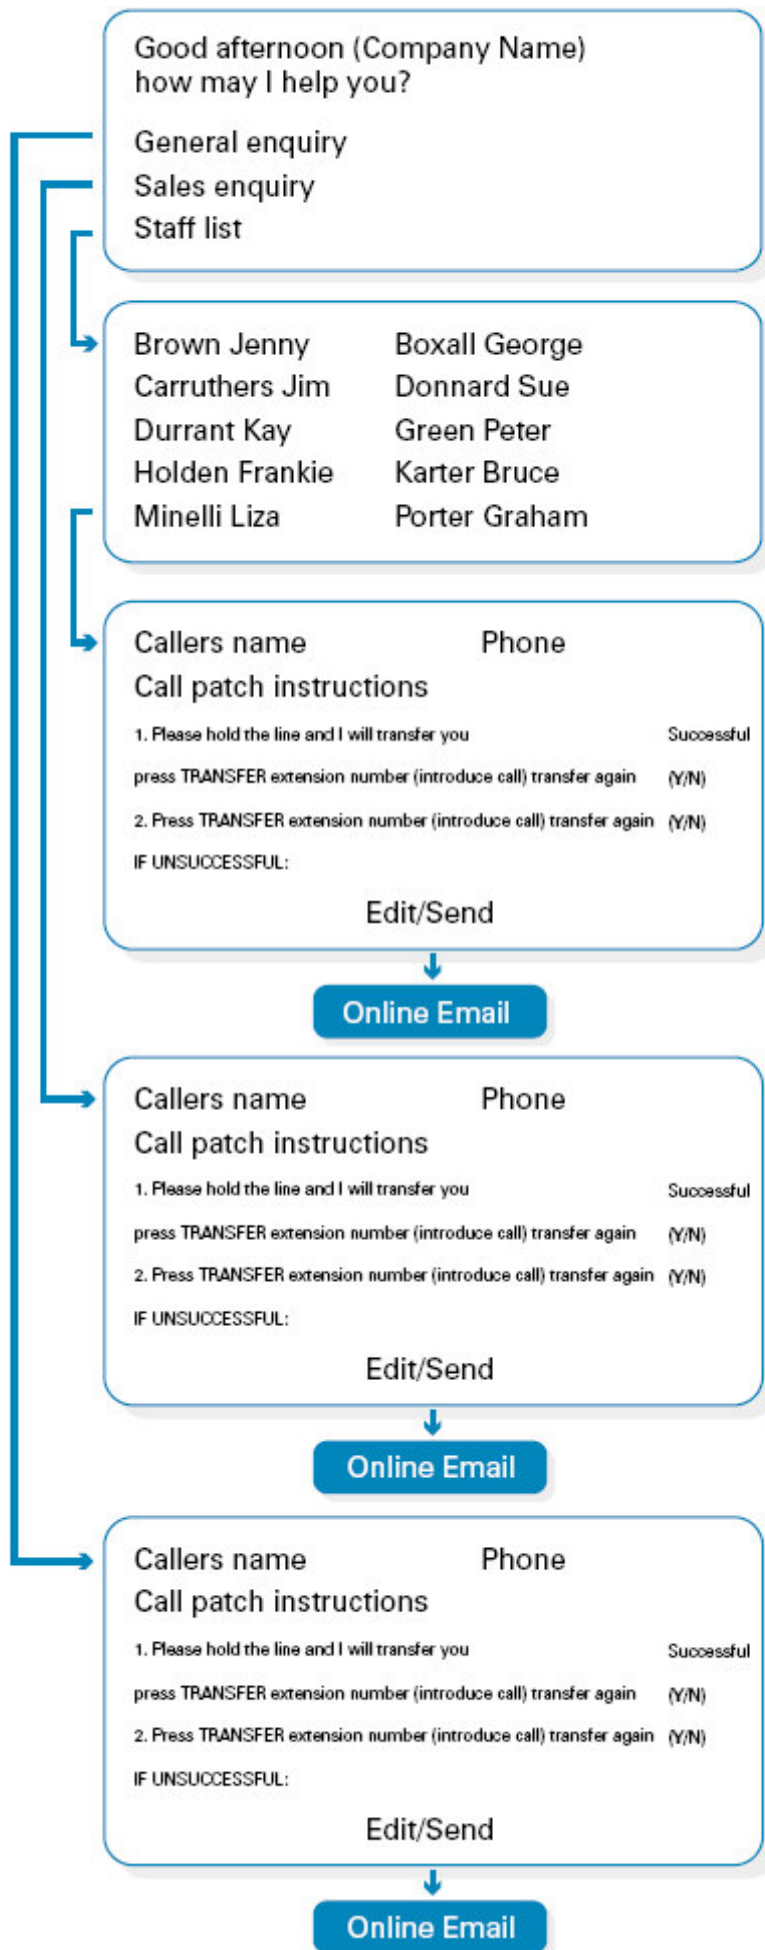 Good afternoon (Company Name)
how may I help you?
General enquiry
Sales enquiry
Staff list
Brown Jenny Boxall George
Carruthers Jim Donnard Sue
Durrant Kay Green Peter
Holden Frankie Karter Bruce
Minelli Liza Porter Graham
Callers name Phone
Call patch instructions
1. Please hold the line and I will transfer you Successful
press TRANSFER extension number (introduce call) transfer again (Y/N)
2. Press TRANSFER extension number (introduce call) transfer again (Y/N)
IF UNSUCCESSFUL:
Edit/Send
Online Email
Callers name Phone
Call patch instructions
1. Please hold the line and I will transfer you Successful
press TRANSFER extension number (introduce call) transfer again (Y/N)
2. Press TRANSFER extension number (introduce call) transfer again (Y/N)
IF UNSUCCESSFUL:
Edit/Send
Online Email
Callers name Phone
Call patch instructions
1. Please hold the line and I will transfer you Successful
press TRANSFER extension number (introduce call) transfer again (Y/N)
2. Press TRANSFER extension number (introduce call) transfer again (Y/N)
IF UNSUCCESSFUL:
Edit/Send
Online Email